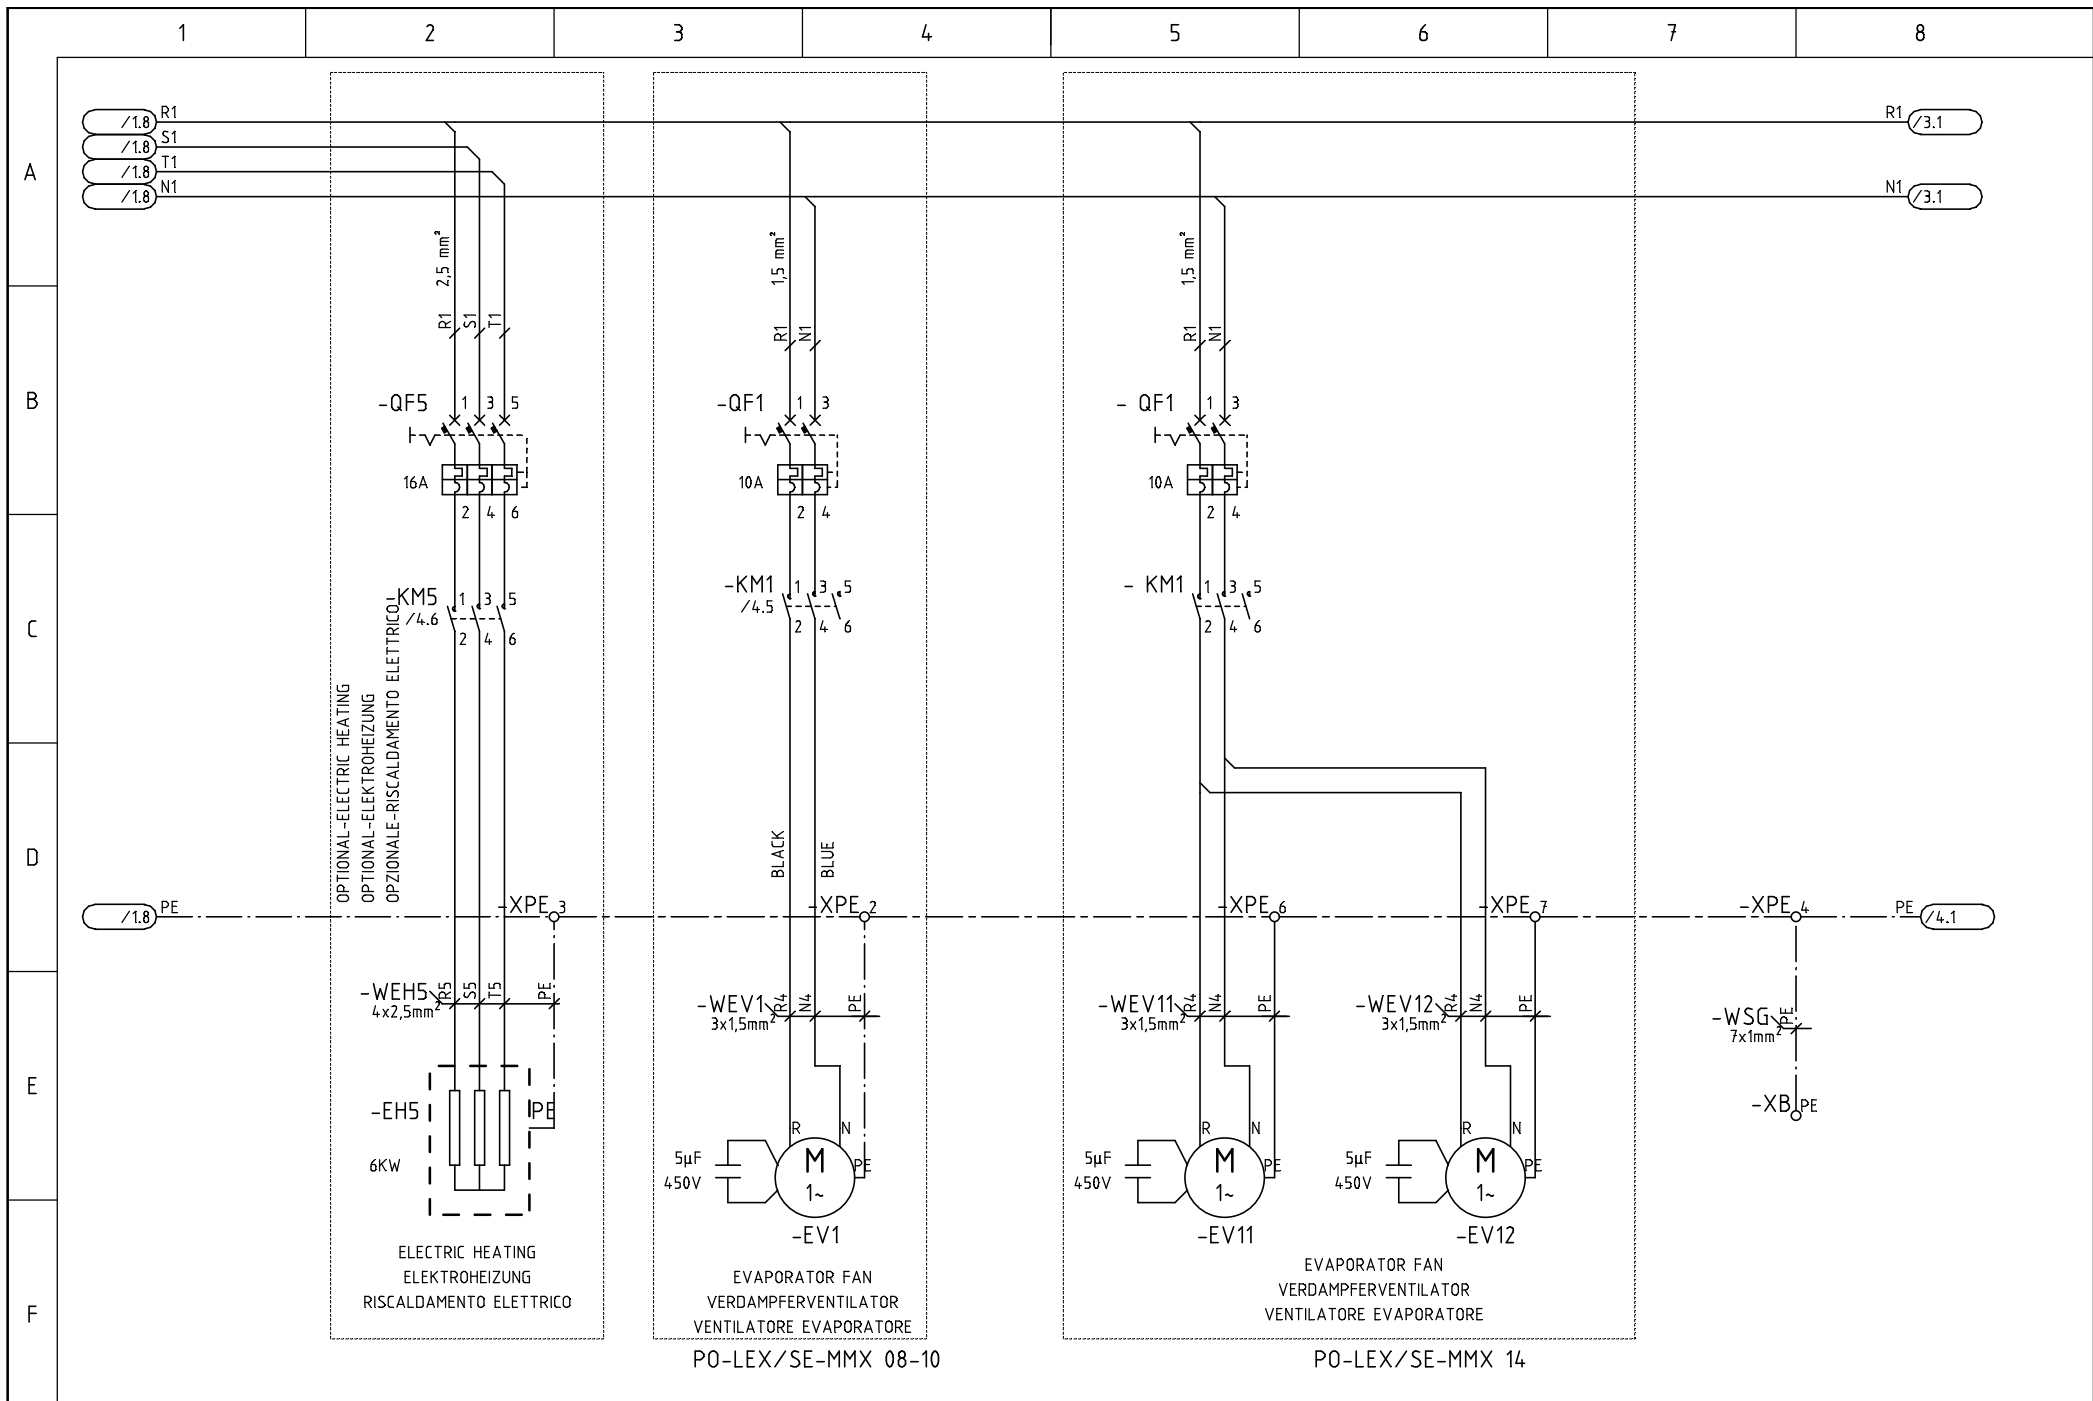 1 2 3 4 5 6 7 8
A
B
C
D
E
F
/1.8 R1
/1.8 S1
/1.8 T1
/1.8 N1
R1 /3.1
N1 /3.1
2,5 mm²
R1 S1 T1
-QF5 1 3 5
16A
2 4 6
-KM5 1 3 5
/4.6
2 4 6
OPTIONAL-ELECTRIC HEATING
OPTIONAL-ELEKTROHEIZUNG
OPZIONALE-RISCALDAMENTO ELETTRICO
/1.8 PE
-XPE 3
-WEH5 R5 S5 T5 PE
4x2,5mm²
-EH5 PE
6KW
ELECTRIC HEATING
ELEKTROHEIZUNG
RISCALDAMENTO ELETTRICO
1,5 mm²
R1 N1
-QF1 1 3
10A
2 4
-KM1 1 3 5
/4.5
2 4 6
BLACK
BLUE
-XPE 2
-WEV1 R4 N4 PE
3x1,5mm²
R N
5µF M PE
450V 1~
-EV1
EVAPORATOR FAN
VERDAMPFERVENTILATOR
VENTILATORE EVAPORATORE
PO-LEX/SE-MMX 08-10
1,5 mm²
R1 N1
- QF1 1 3
10A
2 4
- KM1 1 3 5
2 4 6
-XPE 6
-XPE 7
-WEV11 R4 N4 PE
3x1,5mm²
-WEV12 R4 N4 PE
3x1,5mm²
R N
5µF M PE
450V 1~
-EV11
R N
5µF M PE
450V 1~
-EV12
EVAPORATOR FAN
VERDAMPFERVENTILATOR
VENTILATORE EVAPORATORE
PO-LEX/SE-MMX 14
-XPE 4
PE /4.1
-WSG PE
7x1mm²
-XB PE